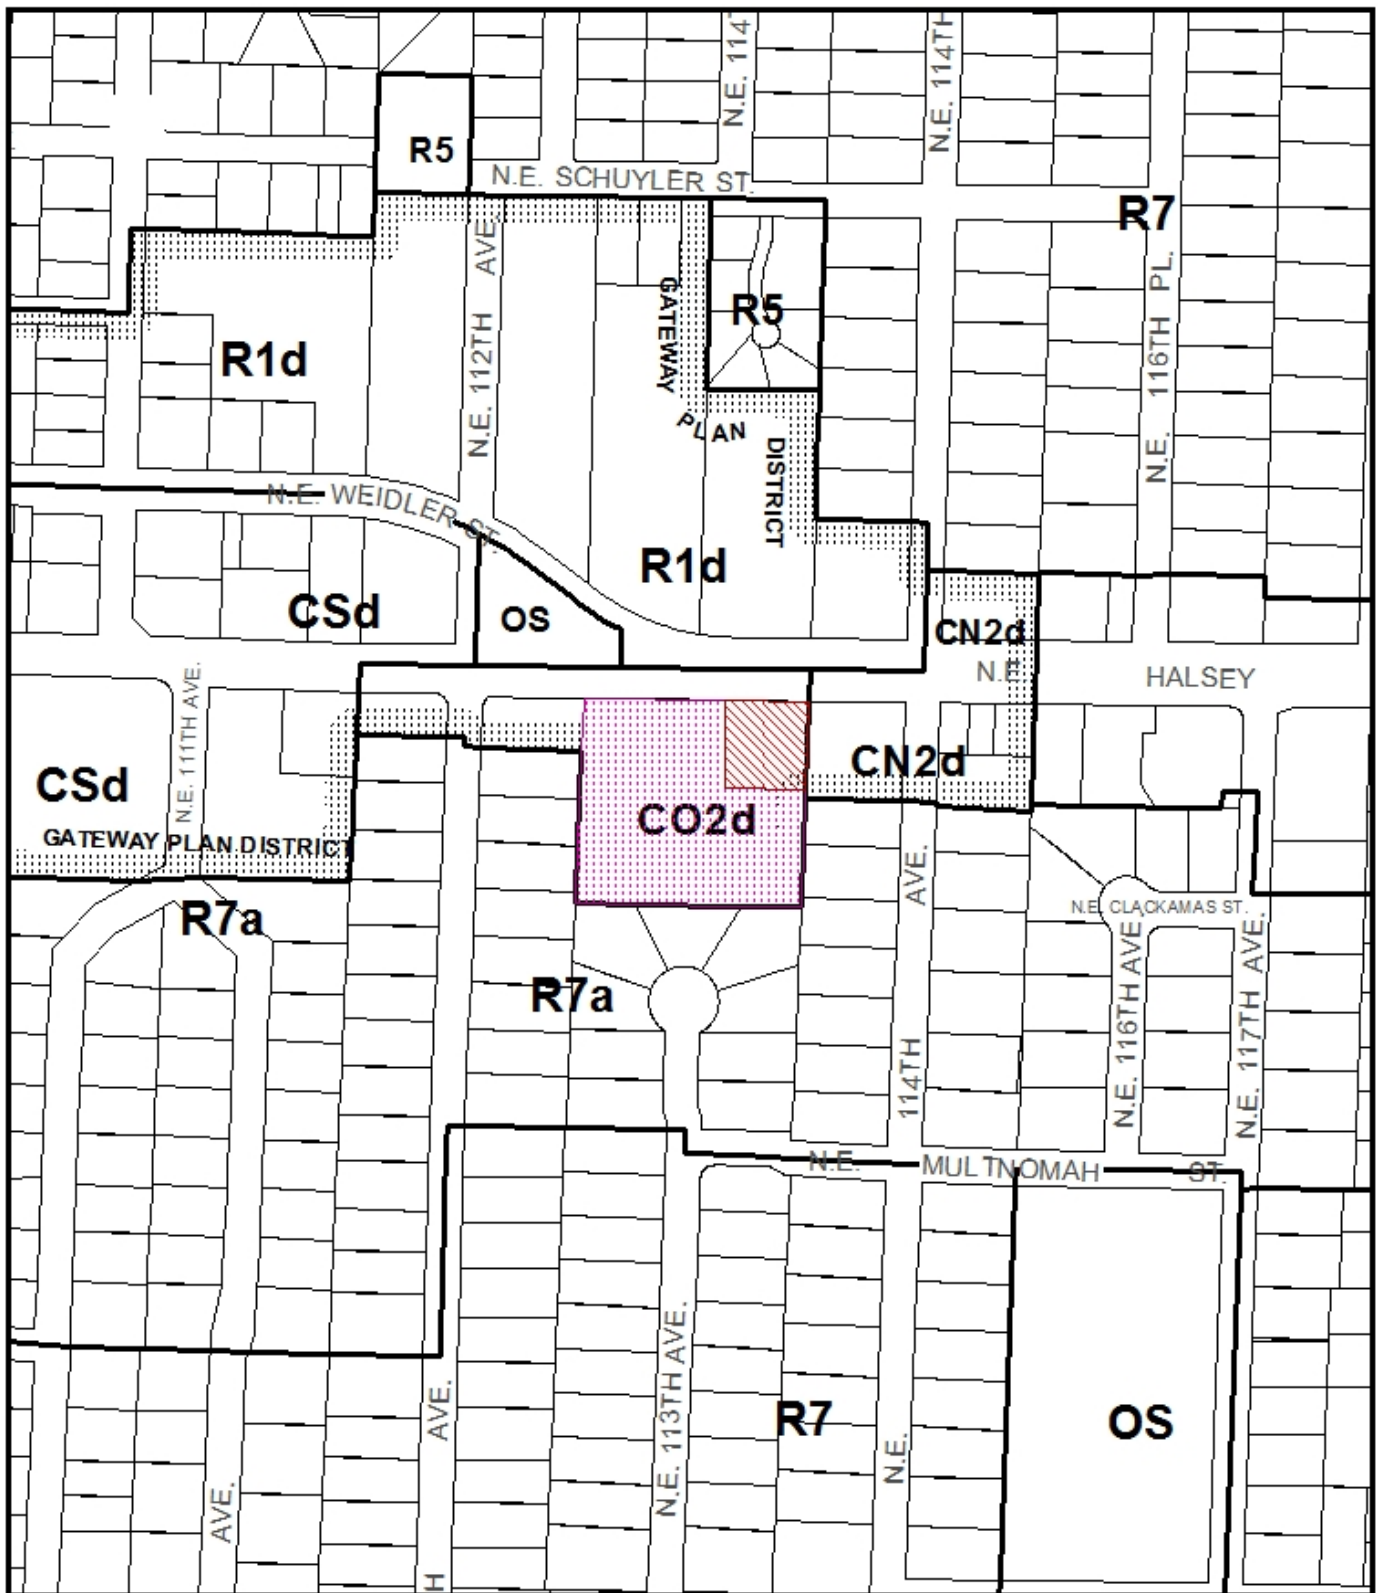 N.E. 114
N.E. 114TH
R5
N.E. SCHUYLER ST.
R7
N.E. 112TH AVE
GATEWAY
PLAN
DISTRICT
R5
N.E. 116TH PL.
R1d
N.E. WEIDLER ST.
R1d
CSd
OS
CN2d
N.E.
HALSEY
N.E. 111TH AVE.
CSd
CN2d
CO2d
GATEWAY PLAN DISTRICT
R7a
N.E. CLACKAMAS ST.
R7a
114TH AVE.
N.E. 116TH AVE
N.E. 117TH AVE.
N.E. MULTNOMAH ST.
N.E. 113TH AVE.
R7
OS
N.E.
AVE.
AVE.
H